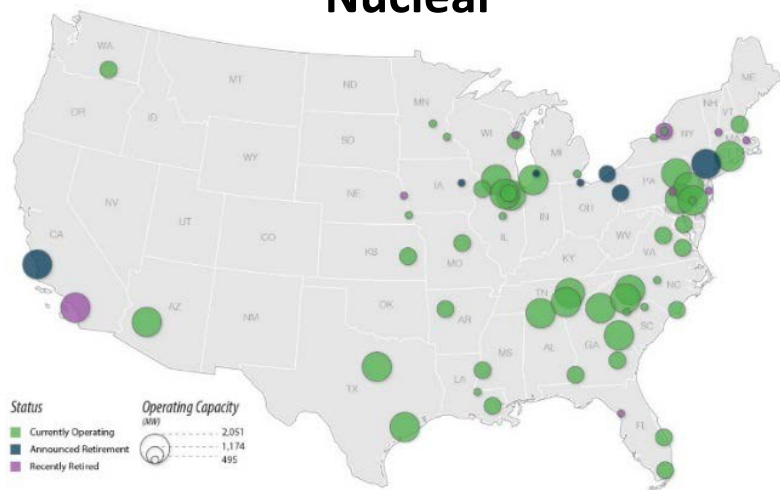 Nuclear
WA
MT
ND
MN
ME
OR
ID
SD
WI
MI
NY
VT
NH
MA
WY
NE
IA
PA
NV
UT
CO
IL
IN
OH
WV
VA
CA
KS
MO
KY
AZ
NM
OK
AR
TN
NC
SC
MS
AL
GA
TX
LA
FL
Status
Currently Operating
Announced Retirement
Recently Retired
Operating Capacity
(MW)
2,051
1,174
495